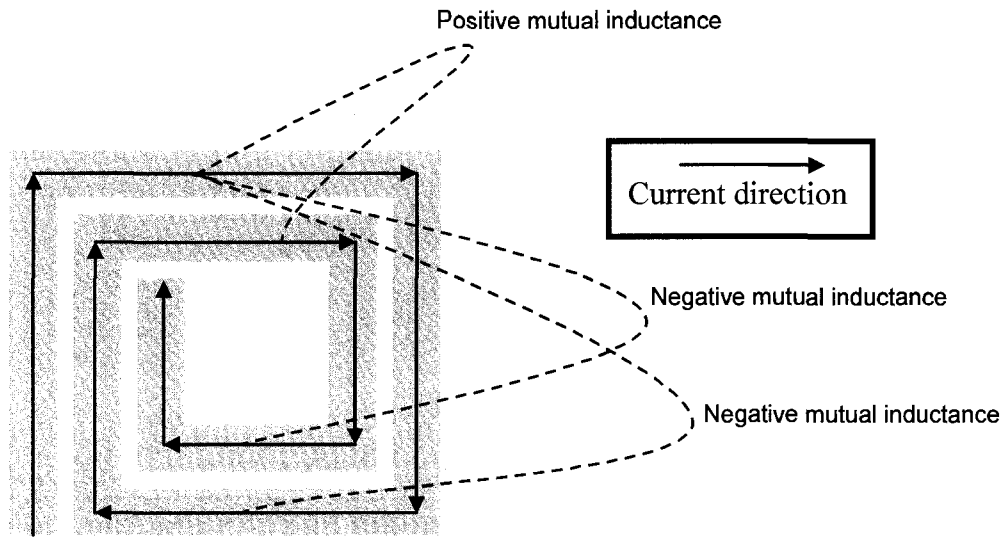 Positive mutual inductance
Current direction
Negative mutual inductance
Negative mutual inductance